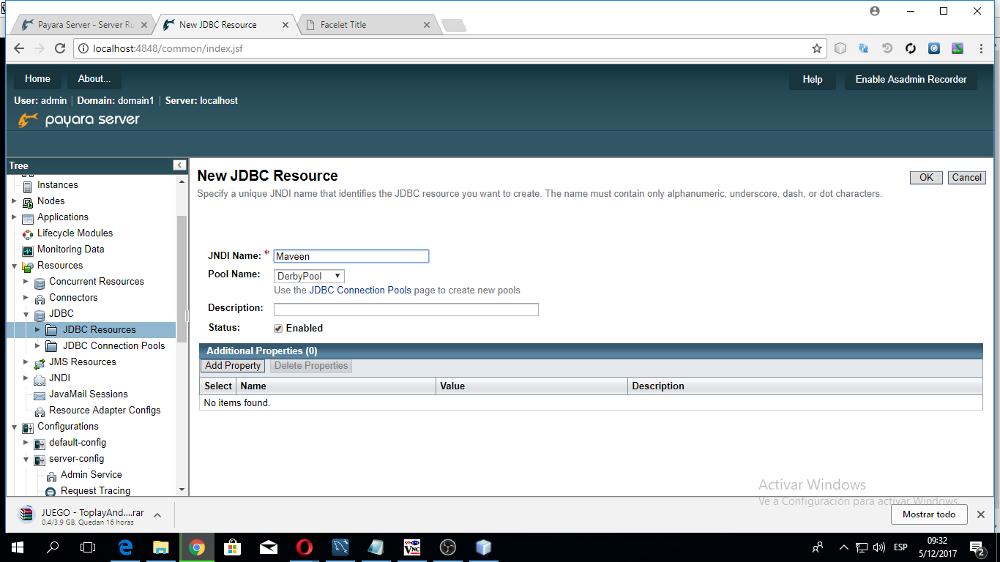 Payara Server - Server Ru
New JDBC Resource
Facelet Title
localhost:4848/common/index.jsf
Home
About...
Help
Enable Asadmin Recorder
User: admin | Domain: domain1 | Server: localhost
payara server
Tree
Instances
Nodes
Applications
Lifecycle Modules
Monitoring Data
Resources
Concurrent Resources
Connectors
JDBC
JDBC Resources
JDBC Connection Pools
JMS Resources
JNDI
JavaMail Sessions
Resource Adapter Configs
Configurations
default-config
server-config
Admin Service
Request Tracing
New JDBC Resource
OK
Cancel
Specify a unique JNDI name that identifies the JDBC resource you want to create. The name must contain only alphanumeric, underscore, dash, or dot characters.
JNDI Name: * Maveen
Pool Name: DerbyPool
Use the JDBC Connection Pools page to create new pools
Description:
Status: Enabled
Additional Properties (0)
Add Property
Delete Properties
Select Name Value Description
No items found.
Activar Windows
Ve a Configuración para activar Windows.
JUEGO - ToplayAnd....rar
0,4/3,9 GB, Quedan 16 horas
Mostrar todo
VNC
ESP
09:32
5/12/2017
2